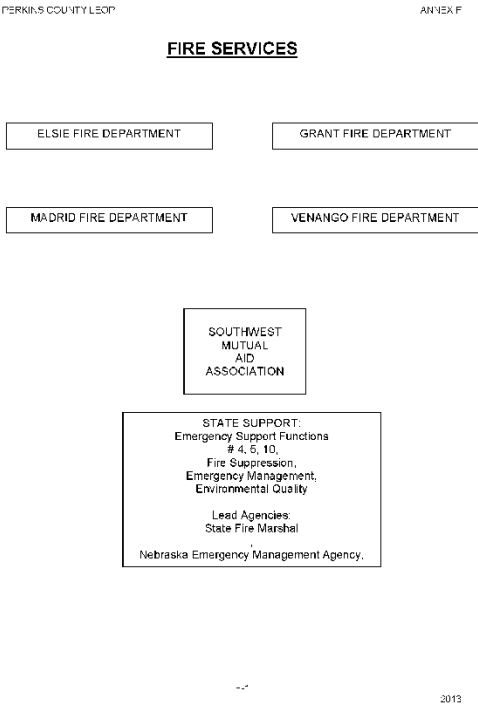 PERKINS COUNTY LEOP ANNEX F
FIRE SERVICES
ELSIE FIRE DEPARTMENT GRANT FIRE DEPARTMENT
MADRID FIRE DEPARTMENT VENANGO FIRE DEPARTMENT
SOUTHWEST
MUTUAL
AID
ASSOCIATION
STATE SUPPORT:
Emergency Support Functions
# 4, 5, 10,
Fire Suppression,
Emergency Management,
Environmental Quality
Lead Agencies:
State Fire Marshal
,
Nebraska Emergency Management Agency,
2013